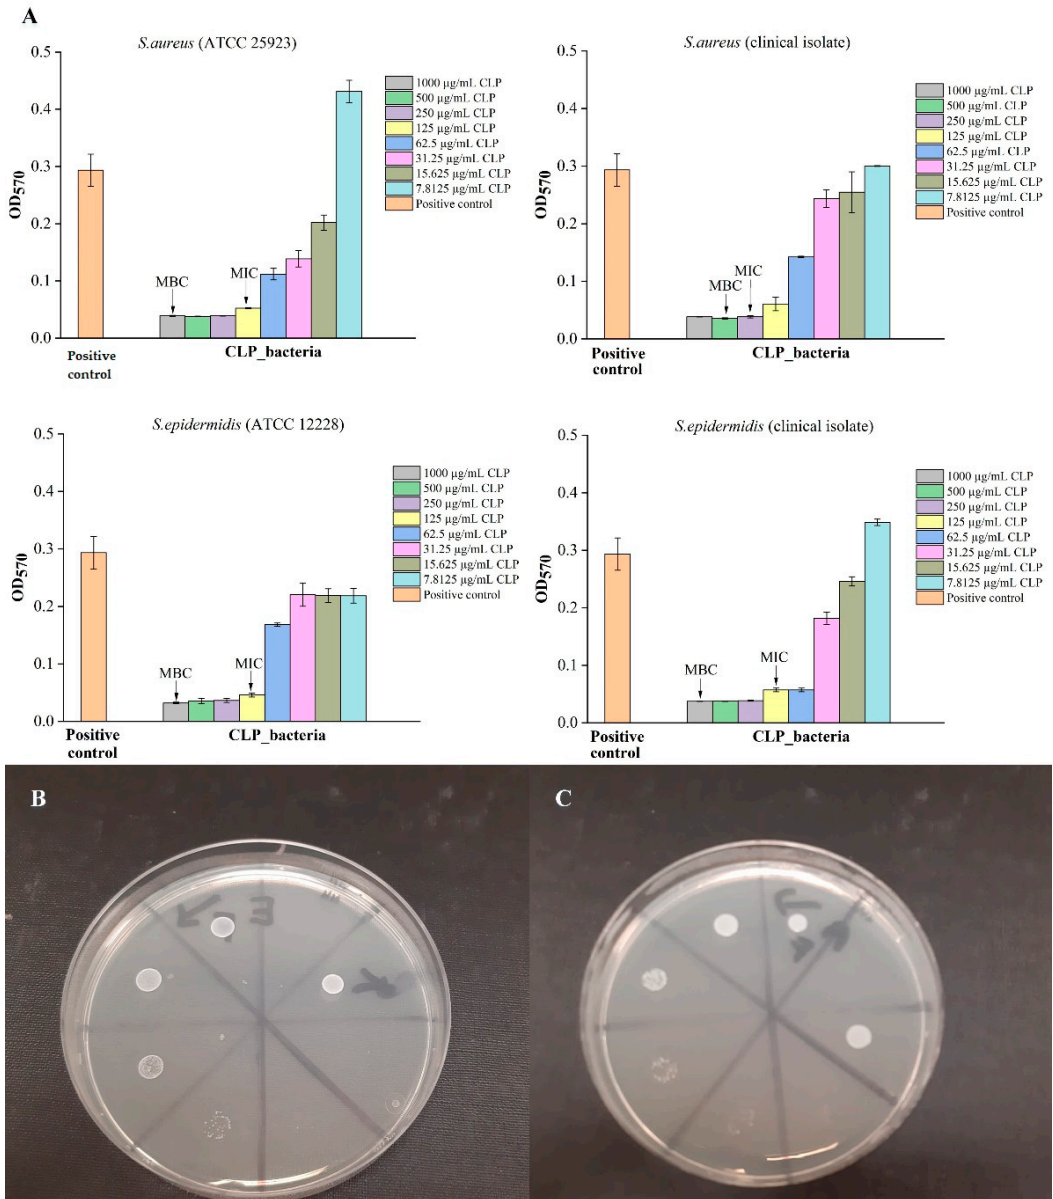 A
S.aureus (ATCC 25923)
0.5
0.4
0.3
0.2
0.1
0.0
OD570
1000 µg/mL CLP
500 µg/mL CLP
250 µg/mL CLP
125 µg/mL CLP
62.5 µg/mL CLP
31.25 µg/mL CLP
15.625 µg/mL CLP
7.8125 µg/mL CLP
Positive control
MBC
MIC
Positive
control
CLP_bacteria
S.aureus (clinical isolate)
0.5
0.4
0.3
0.2
0.1
0.0
OD570
1000 µg/mL CLP
500 µg/mL CLP
250 µg/mL CLP
125 µg/mL CLP
62.5 µg/mL CLP
31.25 µg/mL CLP
15.625 µg/mL CLP
7.8125 µg/mL CLP
Positive control
MIC
MBC
Positive
control
CLP_bacteria
S.epidermidis (ATCC 12228)
0.5
0.4
0.3
0.2
0.1
0.0
OD570
1000 µg/mL CLP
500 µg/mL CLP
250 µg/mL CLP
125 µg/mL CLP
62.5 µg/mL CLP
31.25 µg/mL CLP
15.625 µg/mL CLP
7.8125 µg/mL CLP
Positive control
MBC
MIC
Positive
control
CLP_bacteria
S.epidermidis (clinical isolate)
0.5
0.4
0.3
0.2
0.1
0.0
OD570
1000 µg/mL CLP
500 µg/mL CLP
250 µg/mL CLP
125 µg/mL CLP
62.5 µg/mL CLP
31.25 µg/mL CLP
15.625 µg/mL CLP
7.8125 µg/mL CLP
Positive control
MBC
MIC
Positive
control
CLP_bacteria
B
C